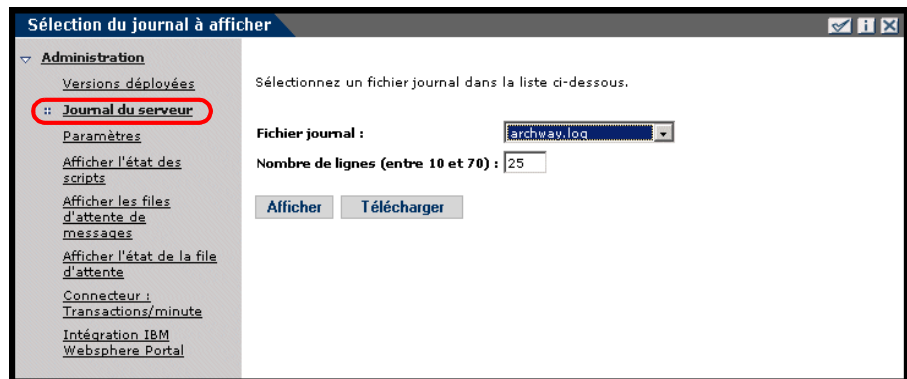 Sélection du journal à afficher
Administration
Versions déployées
Journal du serveur
Paramètres
Afficher l'état des
scripts
Afficher les files
d'attente de
messages
Afficher l'état de la file
d'attente
Connecteur :
Transactions/minute
Intégration IBM
Websphere Portal
Sélectionnez un fichier journal dans la liste ci-dessous.
Fichier journal : archway.log
Nombre de lignes (entre 10 et 70) : 25
Afficher Télécharger